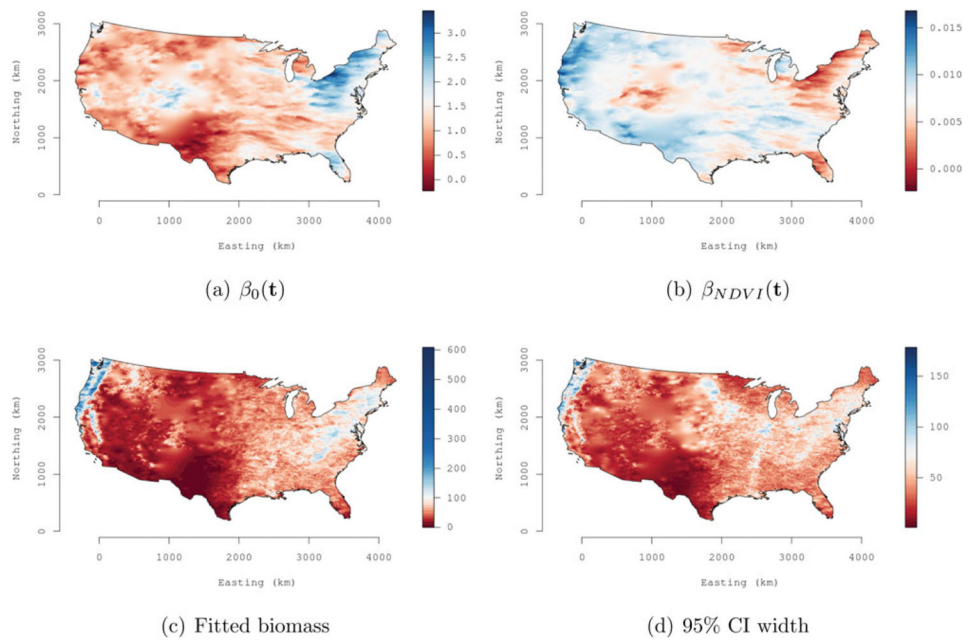 3000
2000
1000
0
Northing (km)
0 1000 2000 3000 4000
Easting (km)
3.0
2.5
2.0
1.5
1.0
0.5
0.0
(a) β0(t)
3000
2000
1000
0
Northing (km)
0 1000 2000 3000 4000
Easting (km)
0.015
0.010
0.005
0.000
(b) βNDVI(t)
3000
2000
1000
0
Northing (km)
0 1000 2000 3000 4000
Easting (km)
600
500
400
300
200
100
0
(c) Fitted biomass
3000
2000
1000
0
Northing (km)
0 1000 2000 3000 4000
Easting (km)
150
100
50
(d) 95% CI width